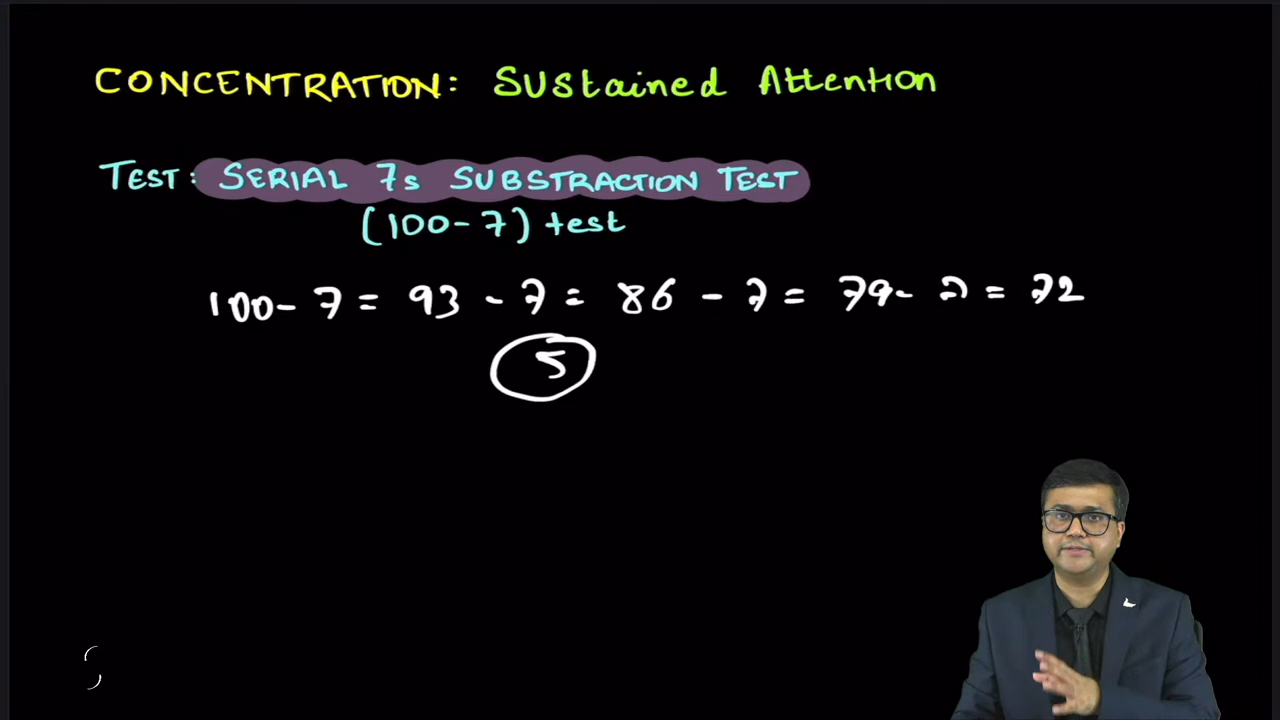 CONCENTRATION: Sustained Attention
TEST: SERIAL 7s SUBSTRACTION TEST
(100-7) test
100- 7 = 93 - 7 = 86 - 7 = 79- 7 = 72
5